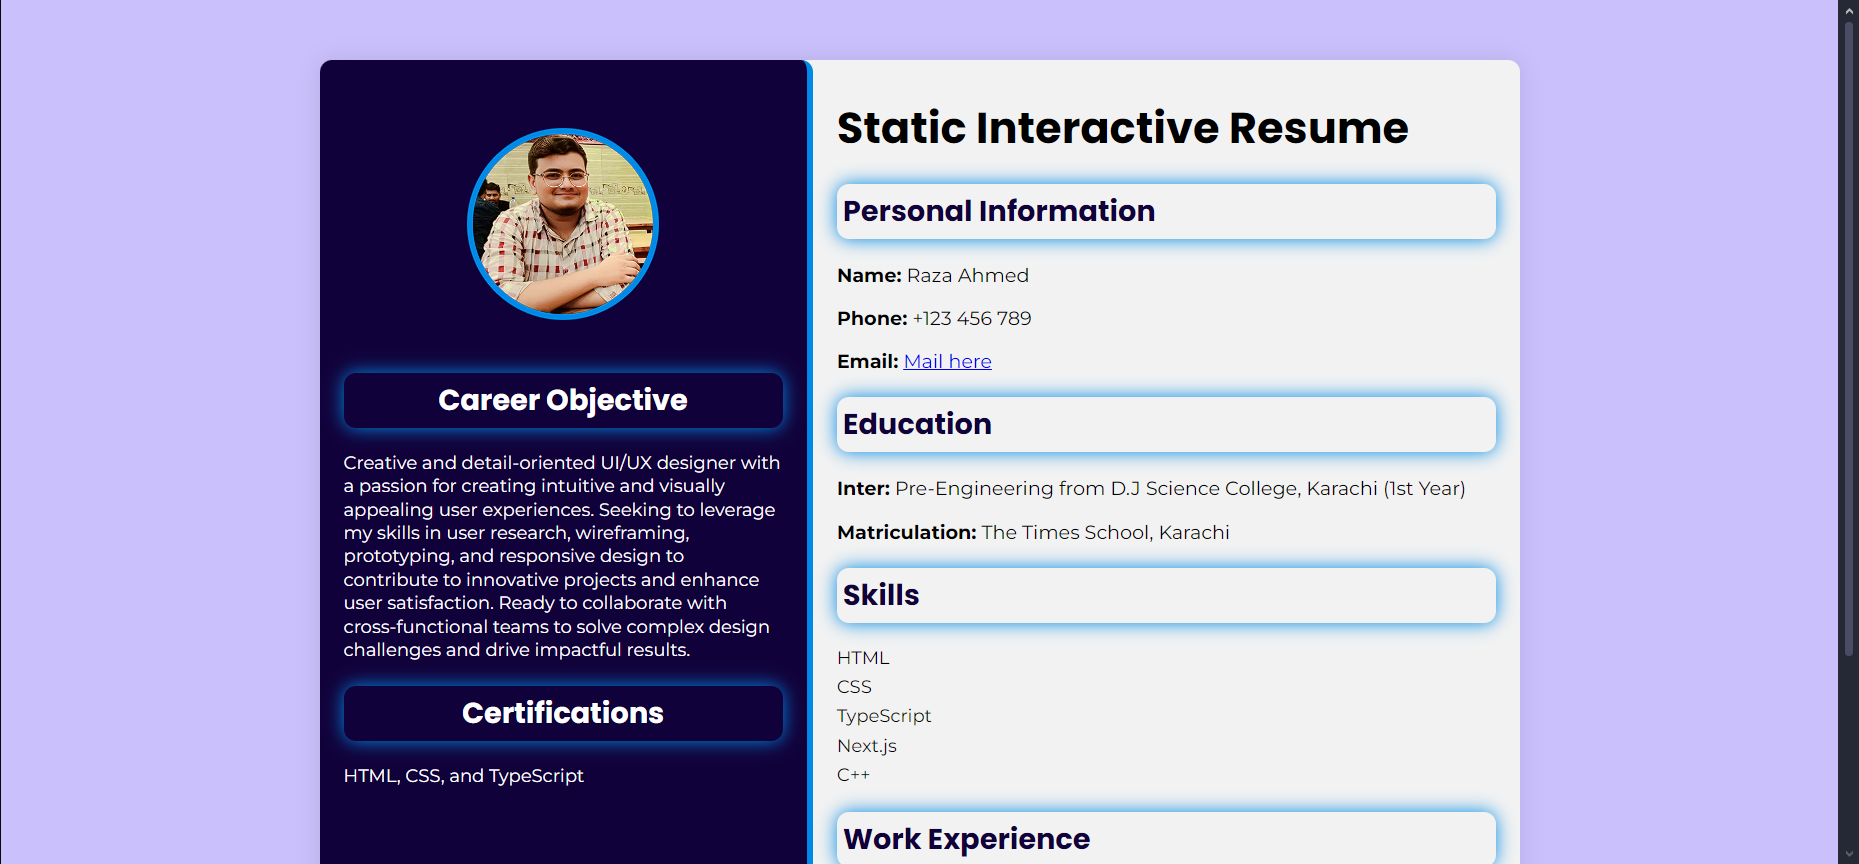 Career Objective
Creative and detail-oriented UI/UX designer with
a passion for creating intuitive and visually
appealing user experiences. Seeking to leverage
my skills in user research, wireframing,
prototyping, and responsive design to
contribute to innovative projects and enhance
user satisfaction. Ready to collaborate with
cross-functional teams to solve complex design
challenges and drive impactful results.
Certifications
HTML, CSS, and TypeScript
Static Interactive Resume
Personal Information
Name: Raza Ahmed
Phone: +123 456 789
Email: Mail here
Education
Inter: Pre-Engineering from D.J Science College, Karachi (1st Year)
Matriculation: The Times School, Karachi
Skills
HTML
CSS
TypeScript
Next.js
C++
Work Experience